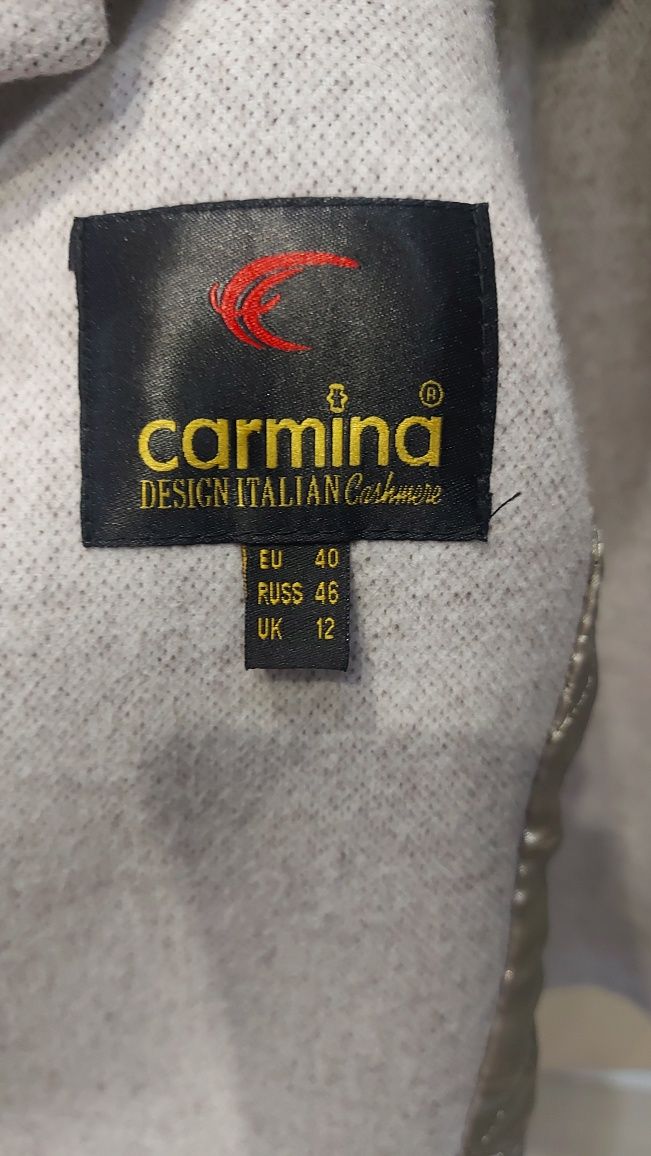 carmina ®
DESIGN ITALIAN Cashmere
EU 40
RUSS 46
UK 12